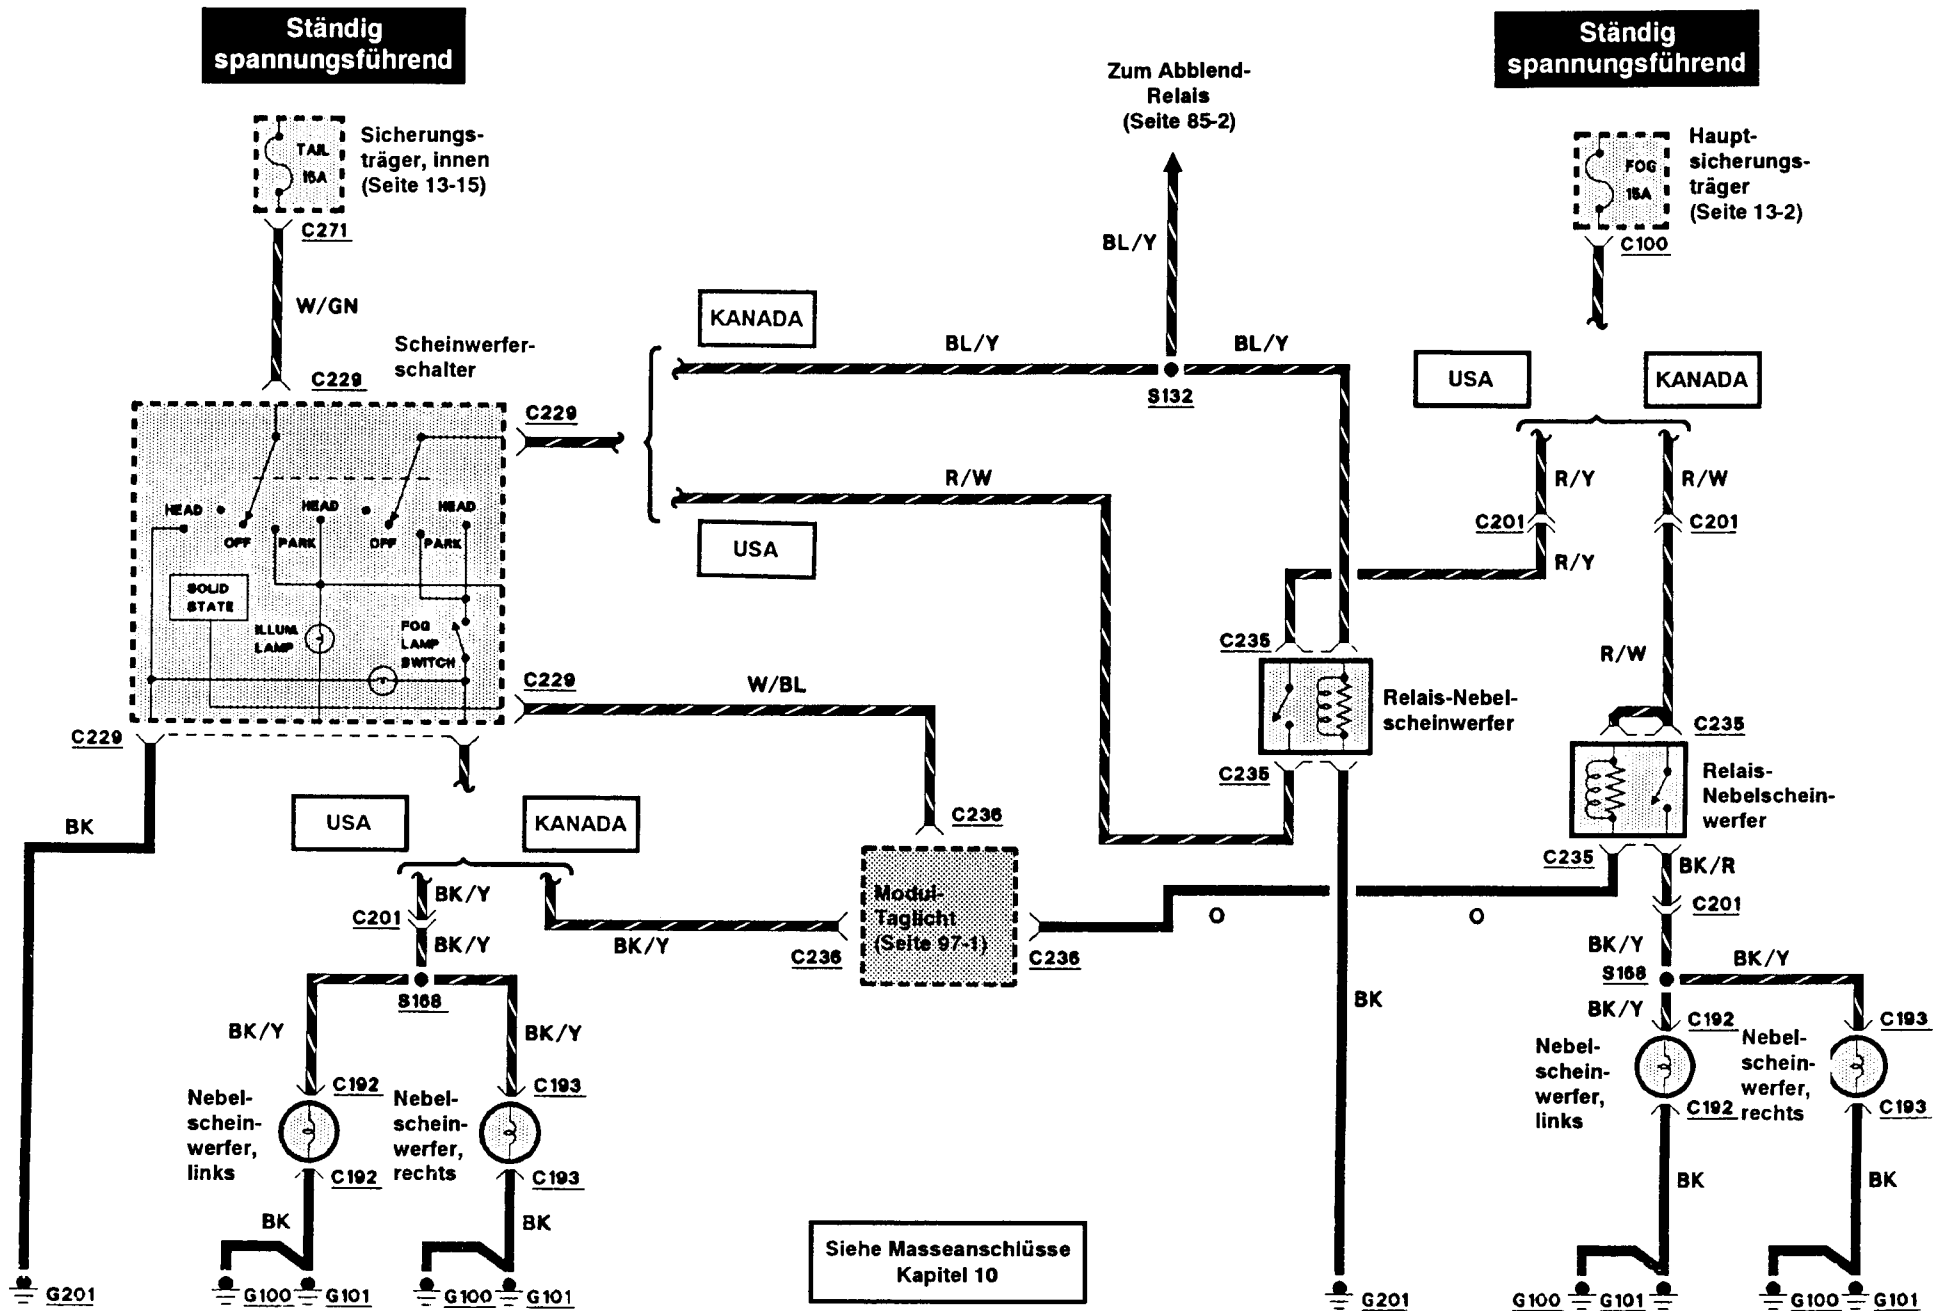 Ständig
spannungsführend
Ständig
spannungsführend
Zum Abblend-
Relais
(Seite 85-2)
TAIL
15A
Sicherungs-
träger, innen
(Seite 13-15)
C271
FOG
15A
Haupt-
sicherungs-
träger
(Seite 13-2)
C100
BL/Y
W/GN
KANADA
Scheinwerfer-
schalter
C229
BL/Y
BL/Y
S132
USA
KANADA
C229
R/W
USA
R/Y
R/W
C201
C201
R/Y
HEAD
HEAD
HEAD
OFF
PARK
OFF
PARK
SOLID
STATE
ILLUM.
LAMP
FOG
LAMP
SWITCH
C229
W/BL
C235
R/W
Relais-Nebel-
scheinwerfer
C235
C235
C229
Relais-
Nebelschein-
werfer
C235
BK/R
USA
KANADA
BK
C236
BK/Y
C201
BK/Y
BK/Y
C236
Modul-
Taglicht
(Seite 97-1)
C236
O
O
C201
BK/Y
BK/Y
S168
BK/Y
S168
BK/Y
BK/Y
BK
C192
C193
Nebel-
schein-
werfer,
links
Nebel-
schein-
werfer,
rechts
C192
C193
C192
C193
Nebel-
schein-
werfer,
links
Nebel-
schein-
werfer,
rechts
C192
C193
BK
BK
BK
BK
Siehe Masseanschlüsse
Kapitel 10
G201
G100
G101
G100
G101
G201
G100
G101
G100
G101